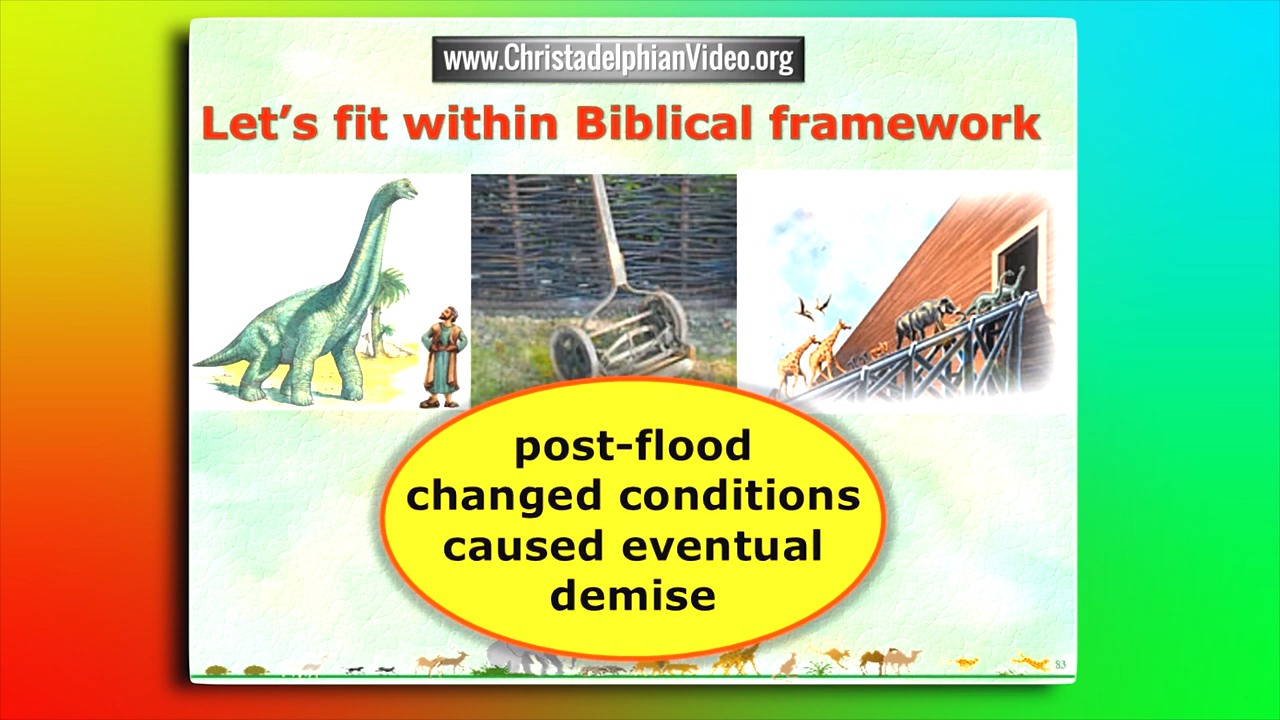 www.ChristadelphianVideo.org
Let’s fit within Biblical framework
post-flood
changed conditions
caused eventual
demise
83